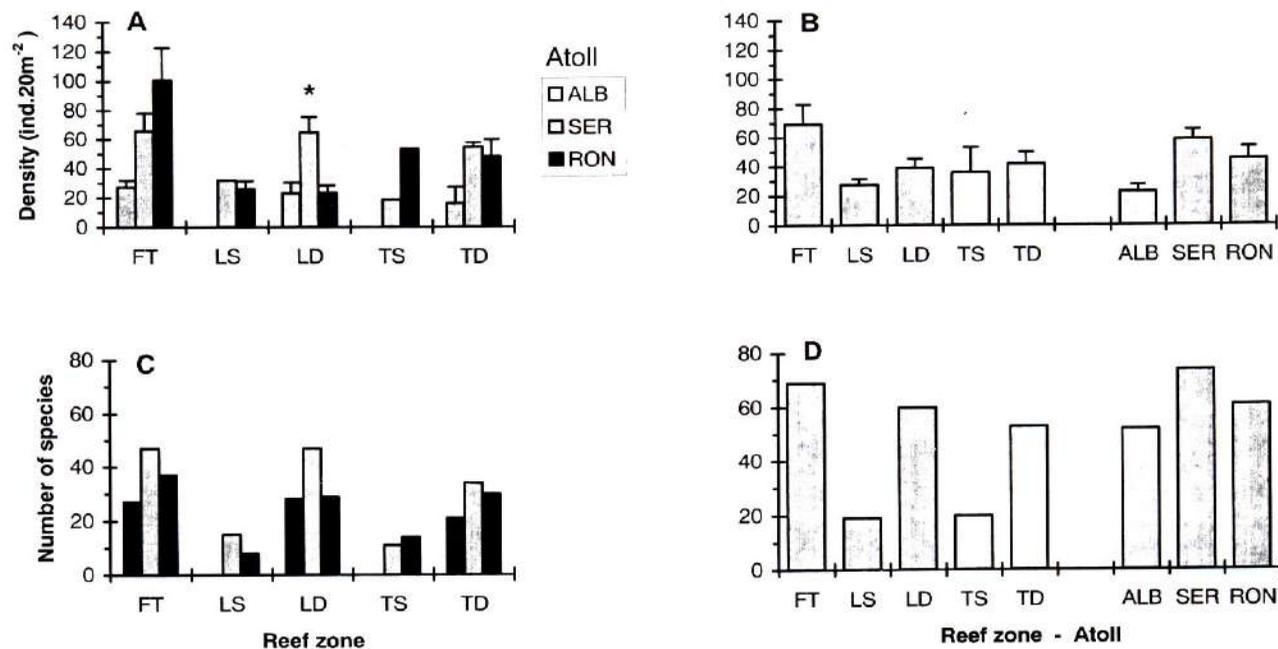 A
Density (ind.20m-2)
140
120
100
80
60
40
20
0
*
FT LS LD TS TD
Atoll
ALB
SER
RON
B
140
120
100
80
60
40
20
0
FT LS LD TS TD ALB SER RON
C
Number of species
80
60
40
20
0
FT LS LD TS TD
Reef zone
D
80
60
40
20
0
FT LS LD TS TD ALB SER RON
Reef zone - Atoll